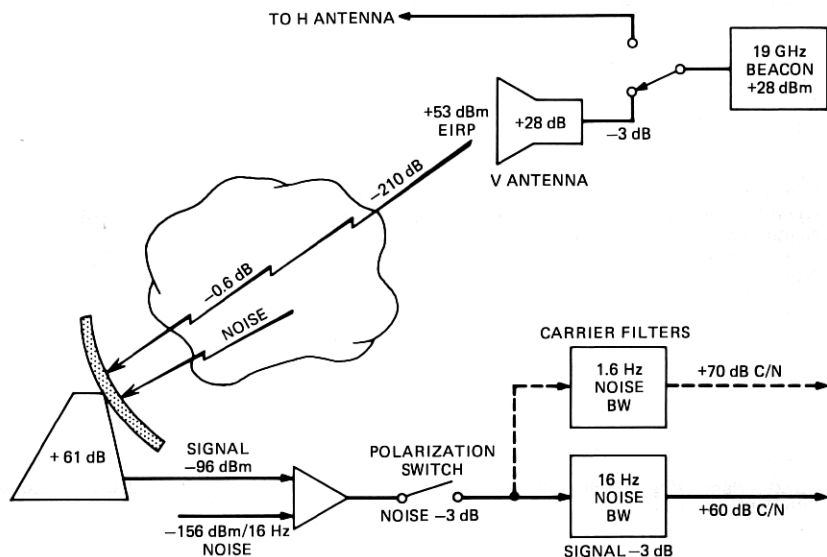 TO H ANTENNA
19 GHz
BEACON
+28 dBm
+53 dBm
EIRP
+28 dB
−3 dB
V ANTENNA
−210 dB
−0.6 dB
NOISE
CARRIER FILTERS
1.6 Hz
NOISE
BW
+70 dB C/N
+ 61 dB
SIGNAL
−96 dBm
POLARIZATION
SWITCH
NOISE −3 dB
−156 dBm/16 Hz
NOISE
16 Hz
NOISE
BW
+60 dB C/N
SIGNAL −3 dB